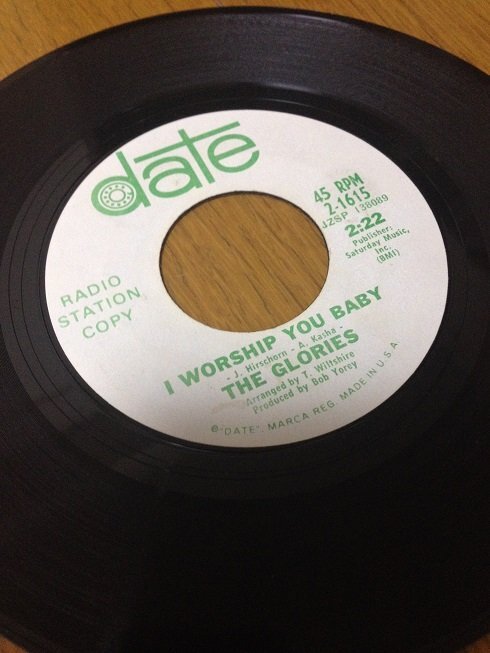 date
45 RPM
2-1615
JZSP 138089
2:22
Publisher:
Saturday Music,
Inc.
(BMI)
RADIO
STATION
COPY
I WORSHIP YOU BABY
- J. Hirschorn - A. Kasha -
THE GLORIES
Arranged by T. Wiltshire
Produced by Bob Yorey
℗ "DATE", MARCA REG. MADE IN U.S.A.